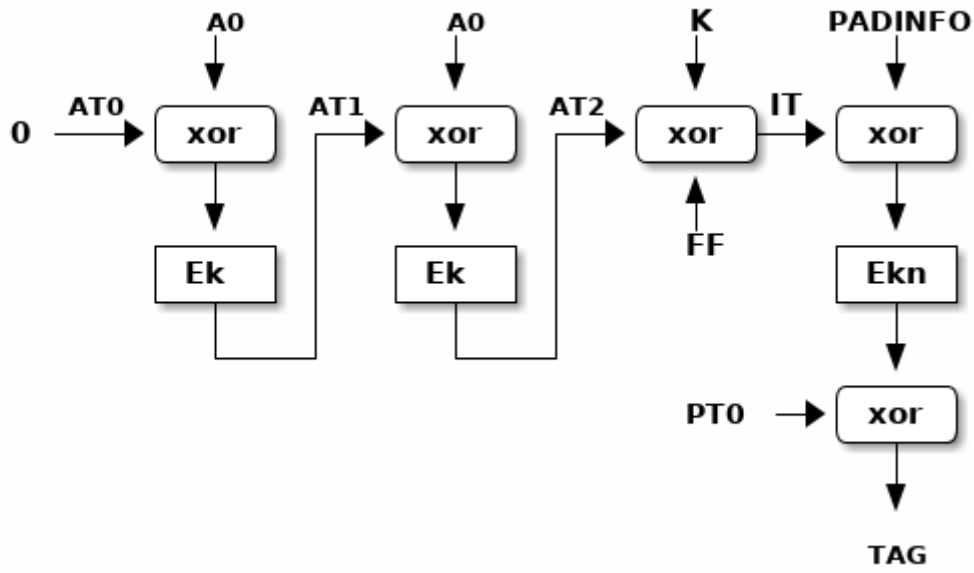 A0 A0 K PADINFO
AT0 AT1 AT2 IT
0 xor xor xor xor
FF
Ek Ek Ekn
PT0 xor
TAG